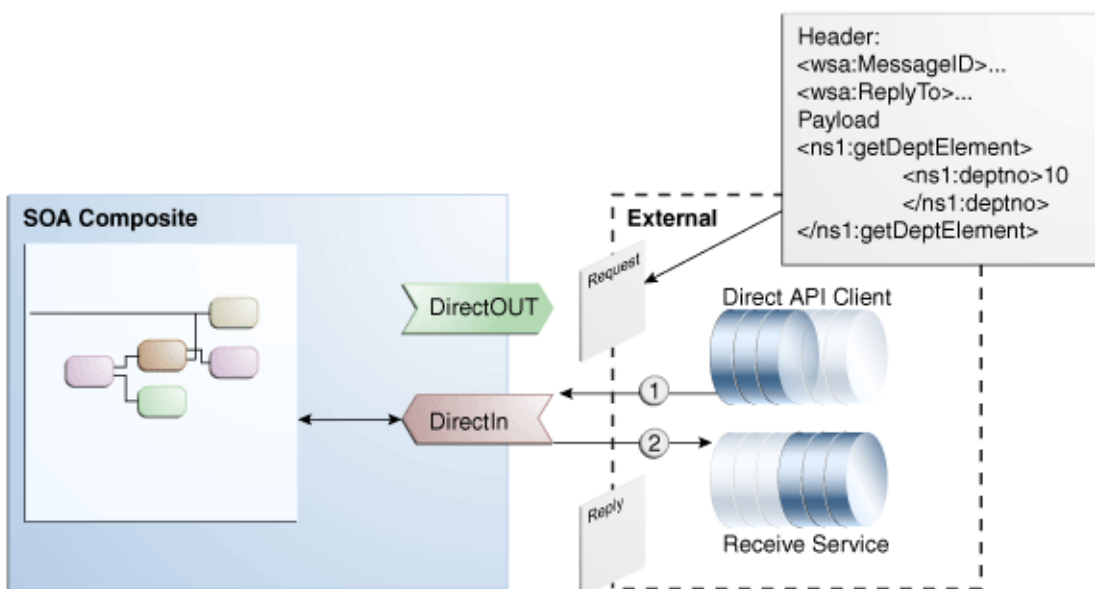 Header:
<wsa:MessageID>...
<wsa:ReplyTo>...
Payload
<ns1:getDeptElement>
<ns1:deptno>10
</ns1:deptno>
</ns1:getDeptElement>
SOA Composite
External
Request
DirectOUT
Direct API Client
1
DirectIn
2
Reply
Receive Service